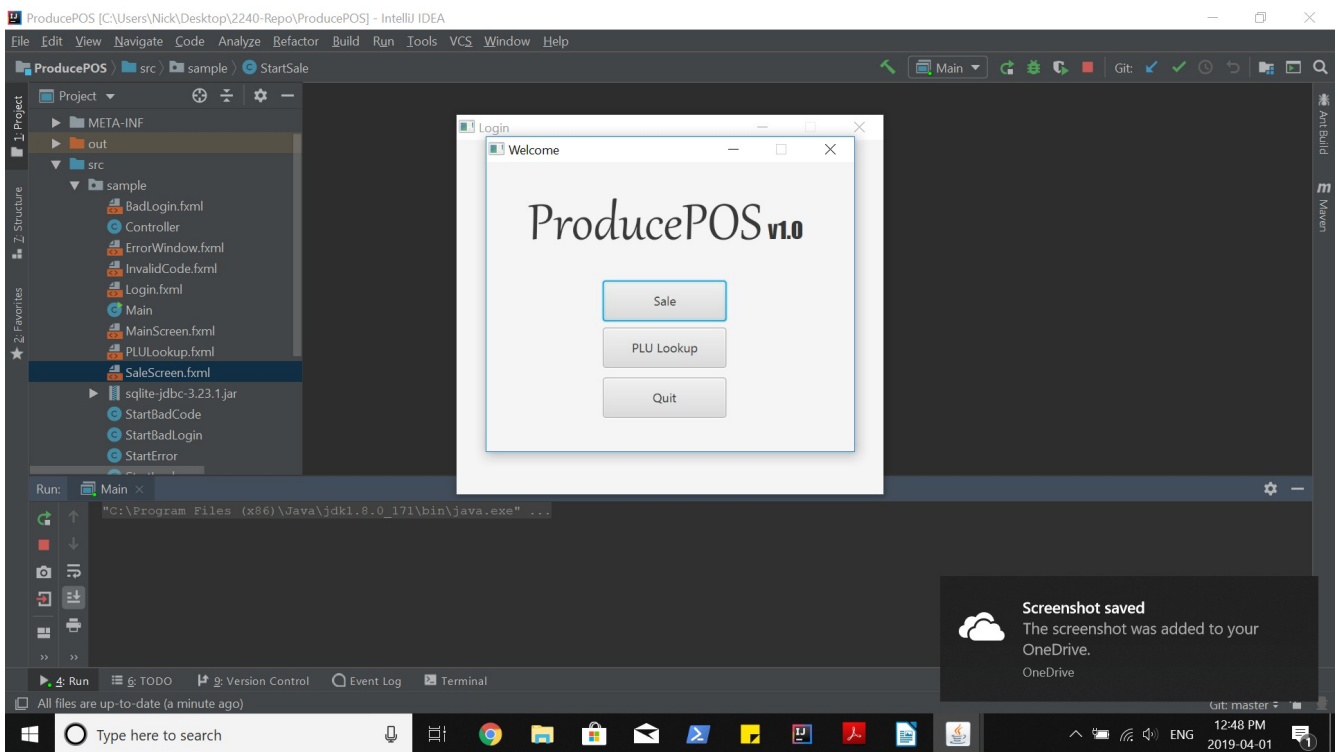 ProducePOS [C:\Users\Nick\Desktop\2240-Repo\ProducePOS] - IntelliJ IDEA
File Edit View Navigate Code Analyze Refactor Build Run Tools VCS Window Help
ProducePOS src sample StartSale
Main
Git:
1: Project
7: Structure
2: Favorites
Project
META-INF
out
src
sample
BadLogin.fxml
Controller
ErrorWindow.fxml
InvalidCode.fxml
Login.fxml
Main
MainScreen.fxml
PLULookup.fxml
SaleScreen.fxml
sqlite-jdbc-3.23.1.jar
StartBadCode
StartBadLogin
StartError
Login
Welcome
ProducePOS v1.0
Sale
PLU Lookup
Quit
Ant Build
m Maven
Run: Main
"C:\Program Files (x86)\Java\jdk1.8.0_171\bin\java.exe" ...
Screenshot saved
The screenshot was added to your
OneDrive.
OneDrive
4: Run 6: TODO 9: Version Control Event Log Terminal
All files are up-to-date (a minute ago)
Git: master
Type here to search
ENG
12:48 PM
2019-04-01
1